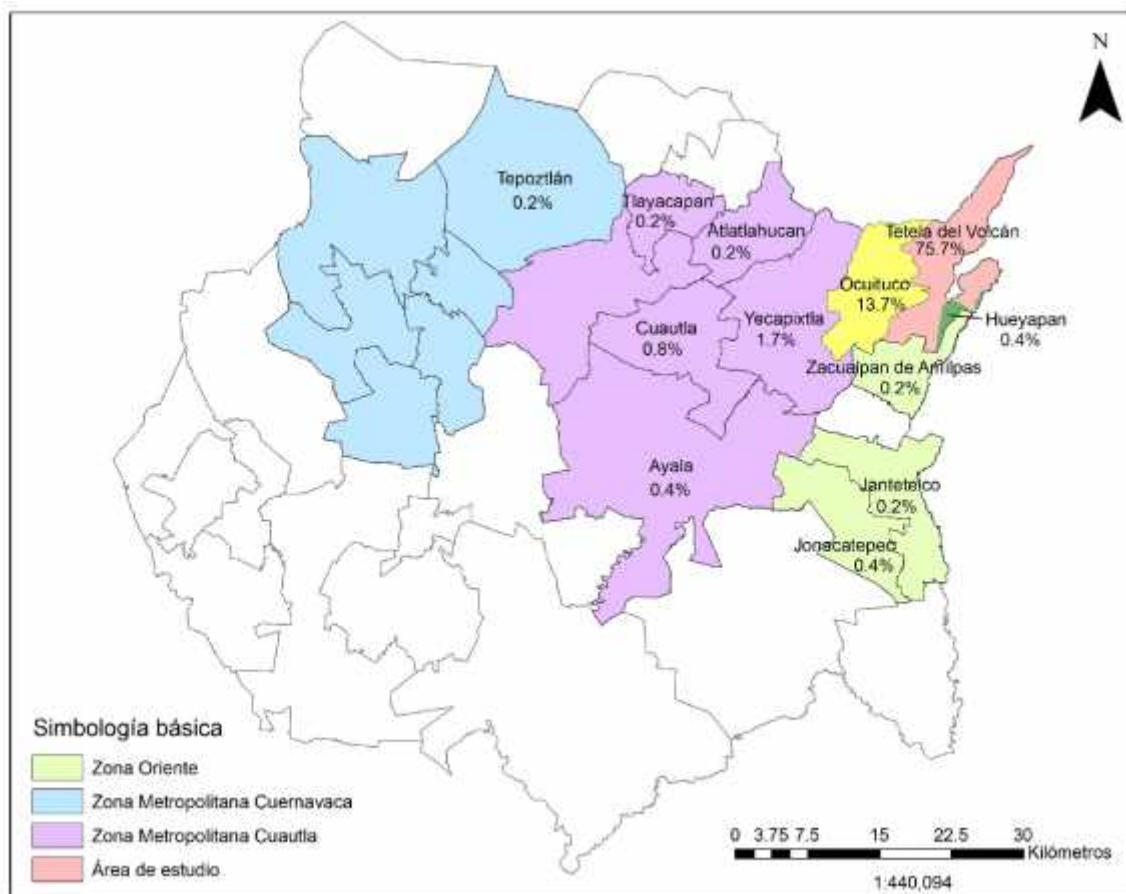 N
Tepoztlán
0.2%
Tlayacapan
0.2%
Atlatlahucan
0.2%
Tetela del Volcán
75.7%
Ocuituco
13.7%
Hueyapan
0.4%
Cuautla
0.8%
Yecapixtla
1.7%
Zacualpan de Amilpas
0.2%
Ayala
0.4%
Jantetelco
0.2%
Jonacatepec
0.4%
Simbología básica
Zona Oriente
Zona Metropolitana Cuernavaca
Zona Metropolitana Cuautla
Área de estudio
0 3.75 7.5 15 22.5 30
Kilómetros
1:440,094